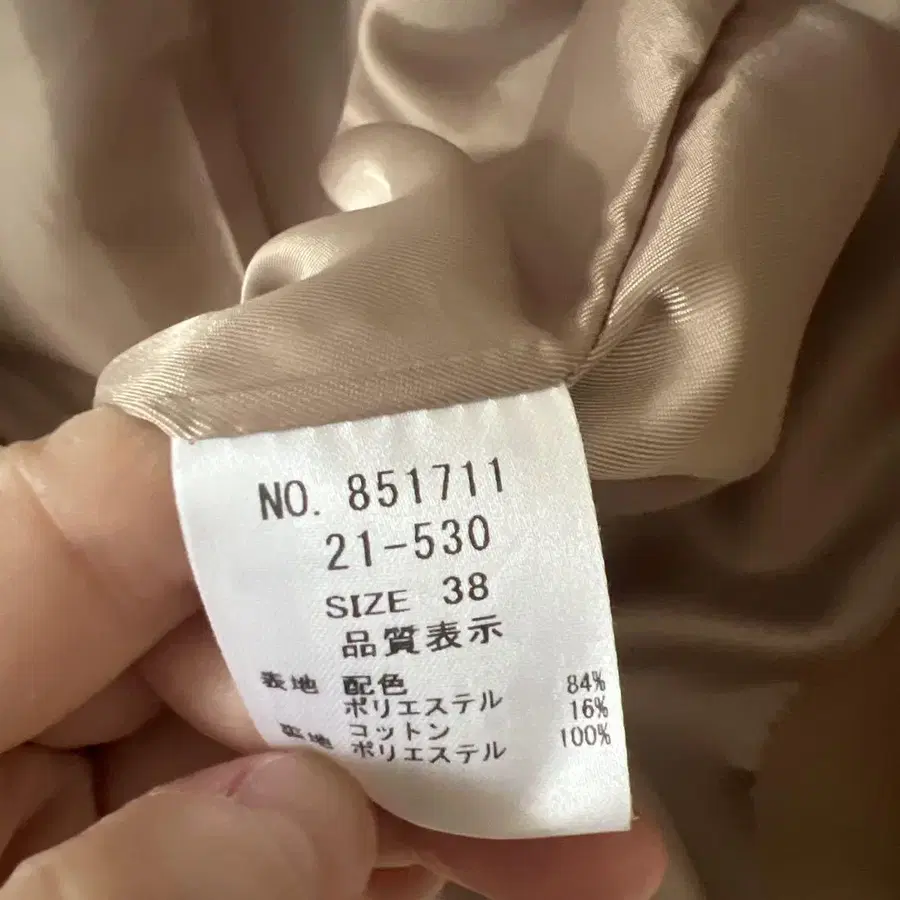 NO. 851711
21-530
SIZE 38
品質表示
表地 配色
ポリエステル 84%
コットン 16%
裏地 ポリエステル 100%